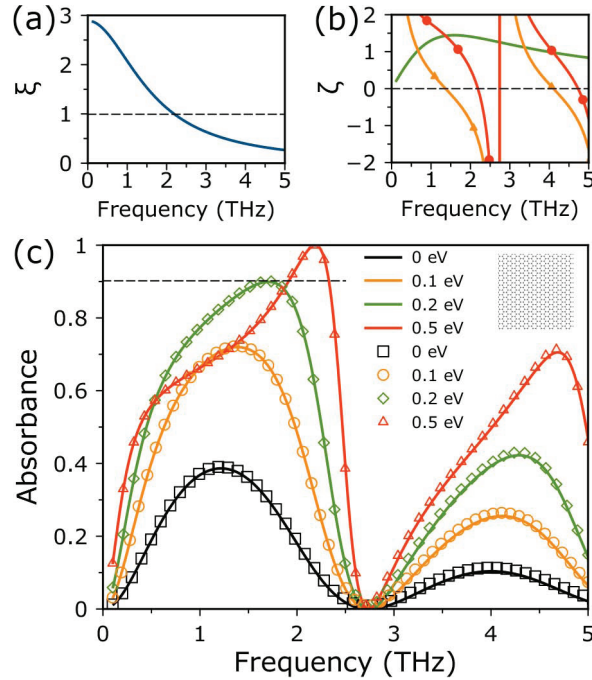 (a)
ξ
3
2
1
0
0 1 2 3 4 5
Frequency (THz)
(b)
ζ
2
1
0
−1
−2
0 1 2 3 4 5
Frequency (THz)
(c)
Absorbance
1
0.8
0.6
0.4
0.2
0
0 1 2 3 4 5
Frequency (THz)
0 eV
0.1 eV
0.2 eV
0.5 eV
0 eV
0.1 eV
0.2 eV
0.5 eV